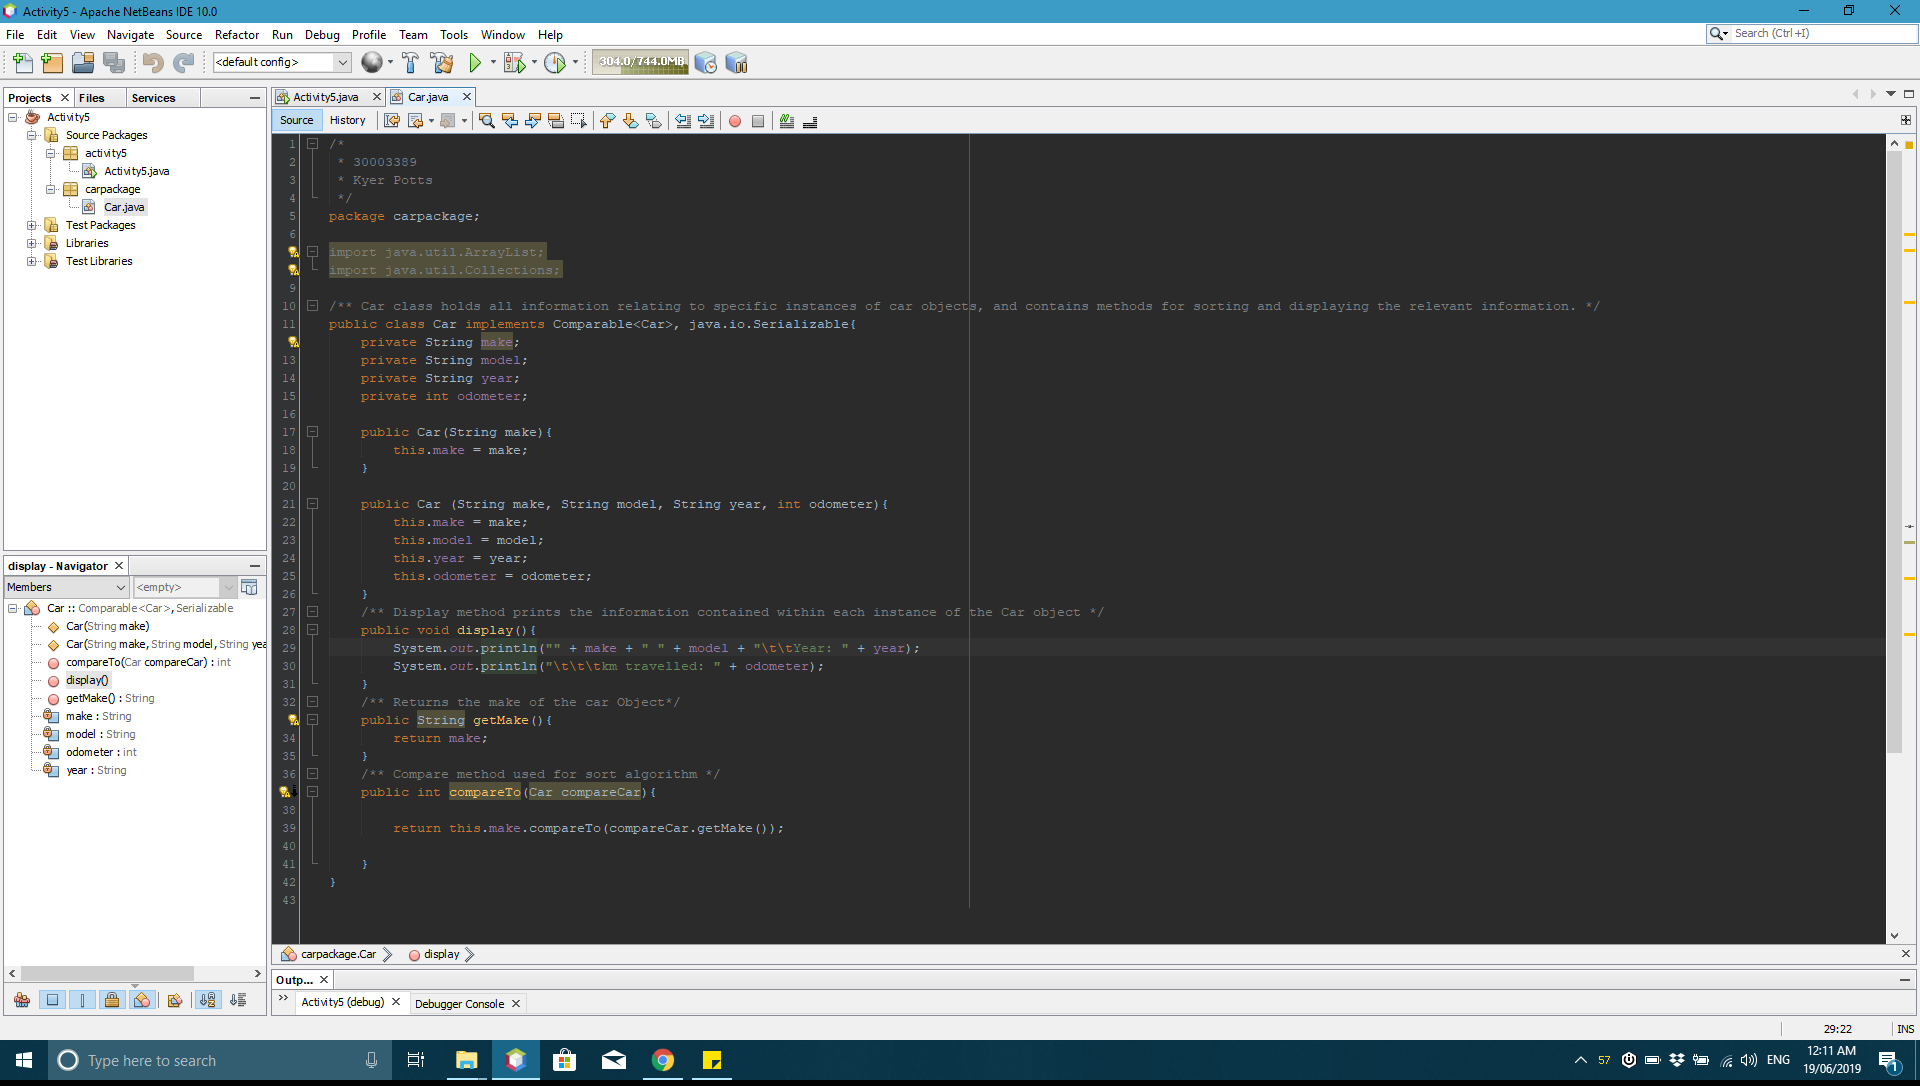 Activity5 - Apache NetBeans IDE 10.0
File Edit View Navigate Source Refactor Run Debug Profile Team Tools Window Help
Search (Ctrl+I)
<default config>
304.0/744.0MB
Projects Files Services
Activity5
Source Packages
activity5
Activity5.java
carpackage
Car.java
Test Packages
Libraries
Test Libraries
display - Navigator
Members
<empty>
Car :: Comparable<Car>, Serializable
Car(String make)
Car(String make, String model, String yea
compareTo(Car compareCar) : int
display()
getMake() : String
make : String
model : String
odometer : int
year : String
Activity5.java Car.java
Source History
1 /*
2 * 30003389
3 * Kyer Potts
4 */
5 package carpackage;
6
import java.util.ArrayList;
import java.util.Collections;
9
10 /** Car class holds all information relating to specific instances of car objects, and contains methods for sorting and displaying the relevant information. */
11 public class Car implements Comparable<Car>, java.io.Serializable{
private String make;
13 private String model;
14 private String year;
15 private int odometer;
16
17 public Car(String make){
18 this.make = make;
19 }
20
21 public Car (String make, String model, String year, int odometer){
22 this.make = make;
23 this.model = model;
24 this.year = year;
25 this.odometer = odometer;
26 }
27 /** Display method prints the information contained within each instance of the Car object */
28 public void display(){
29 System.out.println("" + make + " " + model + "\t\tYear: " + year);
30 System.out.println("\t\t\tkm travelled: " + odometer);
31 }
32 /** Returns the make of the car Object*/
public String getMake(){
34 return make;
35 }
36 /** Compare method used for sort algorithm */
public int compareTo(Car compareCar){
38
39 return this.make.compareTo(compareCar.getMake());
40
41 }
42 }
43
carpackage.Car display
Outp...
Activity5 (debug) Debugger Console
29:22 INS
Type here to search
57
ENG
12:11 AM
19/06/2019
1